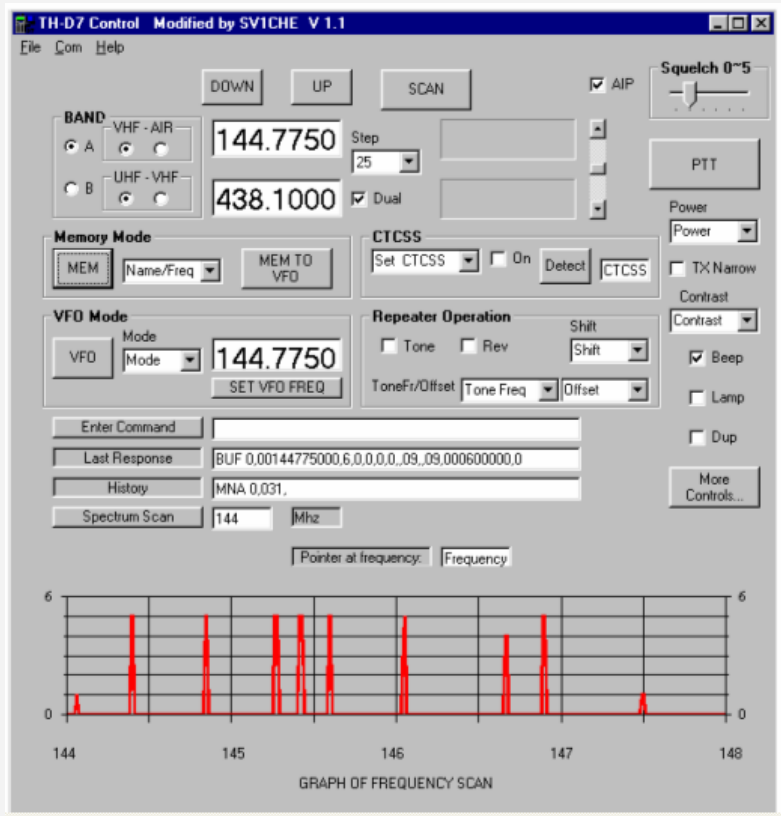 TH-D7 Control   Modified by SV1CHE  V 1.1
File  Com  Help
DOWN  UP  SCAN  AIP  Squelch 0~5
BAND  VHF - AIR
A  144.7750  Step
25
PTT
B  UHF - VHF  438.1000  Dual
Power
Power
Memory Mode  CTCSS
MEM  Name/Freq  MEM TO VFO  Set CTCSS  On  Detect  CTCSS
TX Narrow
Contrast
Contrast
VFO Mode  Repeater Operation
Mode  Shift
VFO  Mode  144.7750  Tone  Rev  Shift
Beep
SET VFO FREQ  ToneFr/Offset  Tone Freq  Offset
Lamp
Enter Command
Dup
Last Response  BUF 0,00144775000,6,0,0,0,0,,09,,09,000600000,0
History  MNA 0,031,
More Controls...
Spectrum Scan  144  Mhz
Pointer at frequency:  Frequency
6  6
0  0
144  145  146  147  148
GRAPH OF FREQUENCY SCAN